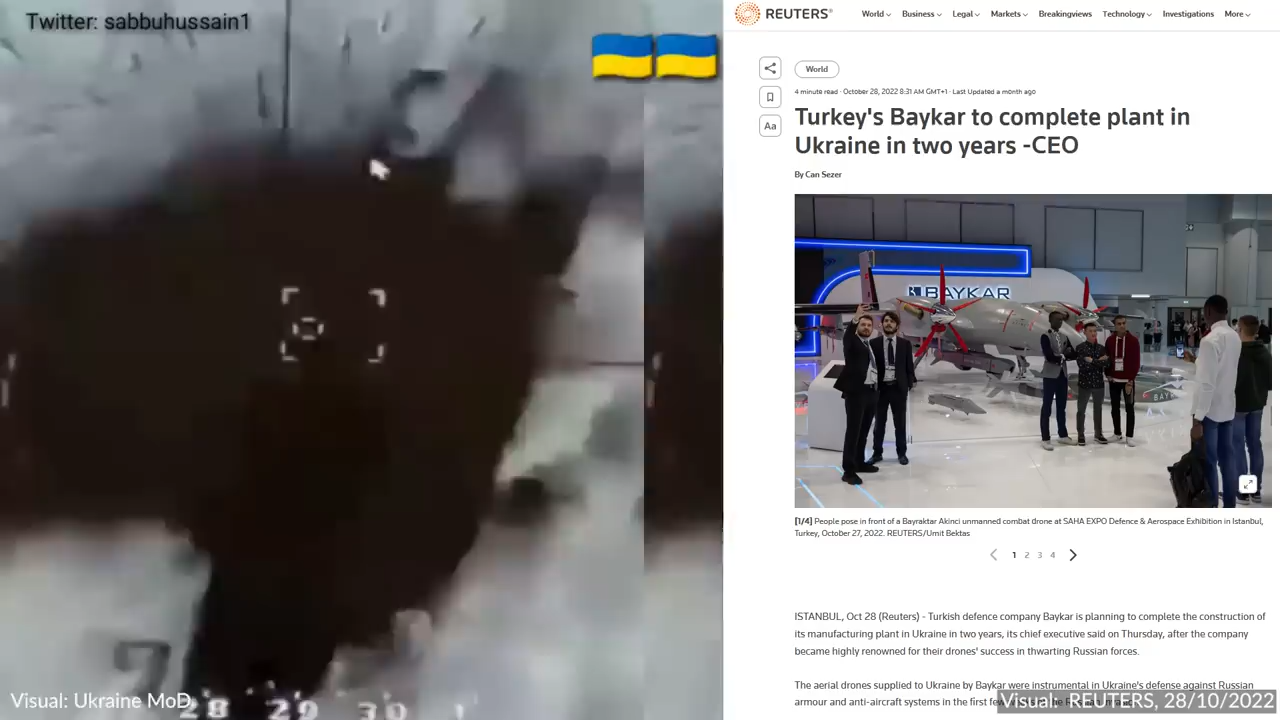 Twitter: sabbuhussain1
28 29 30
Visual: Ukraine MoD
REUTERS®
World Business Legal Markets Breakingviews Technology Investigations More
World
4 minute read · October 28, 2022 8:31 AM GMT+1 · Last Updated a month ago
Aa
Turkey's Baykar to complete plant in
Ukraine in two years -CEO
By Can Sezer
BAYKAR
[1/4] People pose in front of a Bayraktar Akinci unmanned combat drone at SAHA EXPO Defence & Aerospace Exhibition in Istanbul,
Turkey, October 27, 2022. REUTERS/Umit Bektas
1 2 3 4
ISTANBUL, Oct 28 (Reuters) - Turkish defence company Baykar is planning to complete the construction of
its manufacturing plant in Ukraine in two years, its chief executive said on Thursday, after the company
became highly renowned for their drones' success in thwarting Russian forces.
The aerial drones supplied to Ukraine by Baykar were instrumental in Ukraine's defense against Russian
armour and anti-aircraft systems in the first few
Visual: REUTERS, 28/10/2022